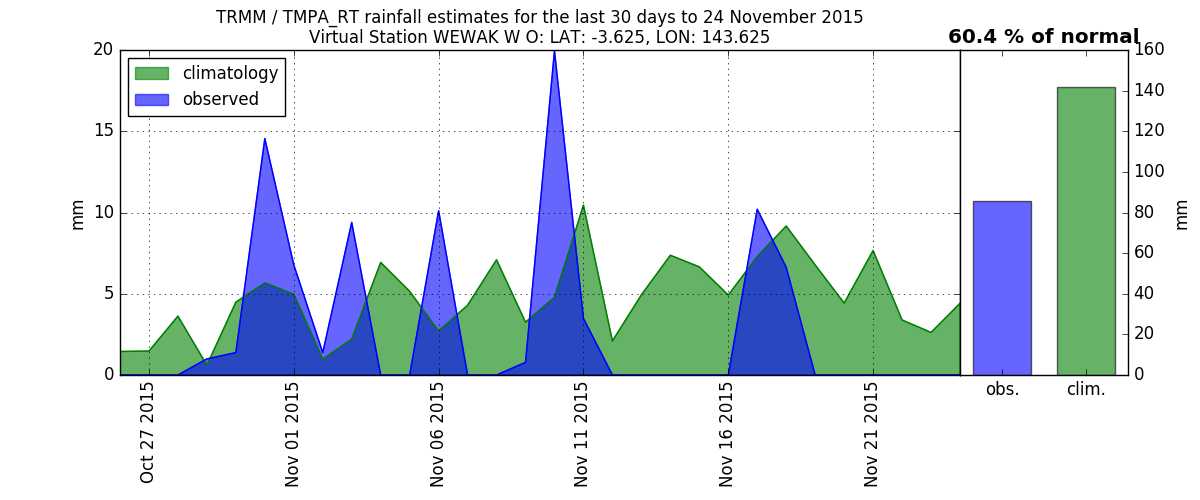 TRMM / TMPA_RT rainfall estimates for the last 30 days to 24 November 2015
Virtual Station WEWAK W O: LAT: -3.625, LON: 143.625
60.4 % of normal
climatology
observed
20
15
10
5
0
mm
Oct 27 2015
Nov 01 2015
Nov 06 2015
Nov 11 2015
Nov 16 2015
Nov 21 2015
160
140
120
100
80
60
40
20
0
mm
obs.
clim.